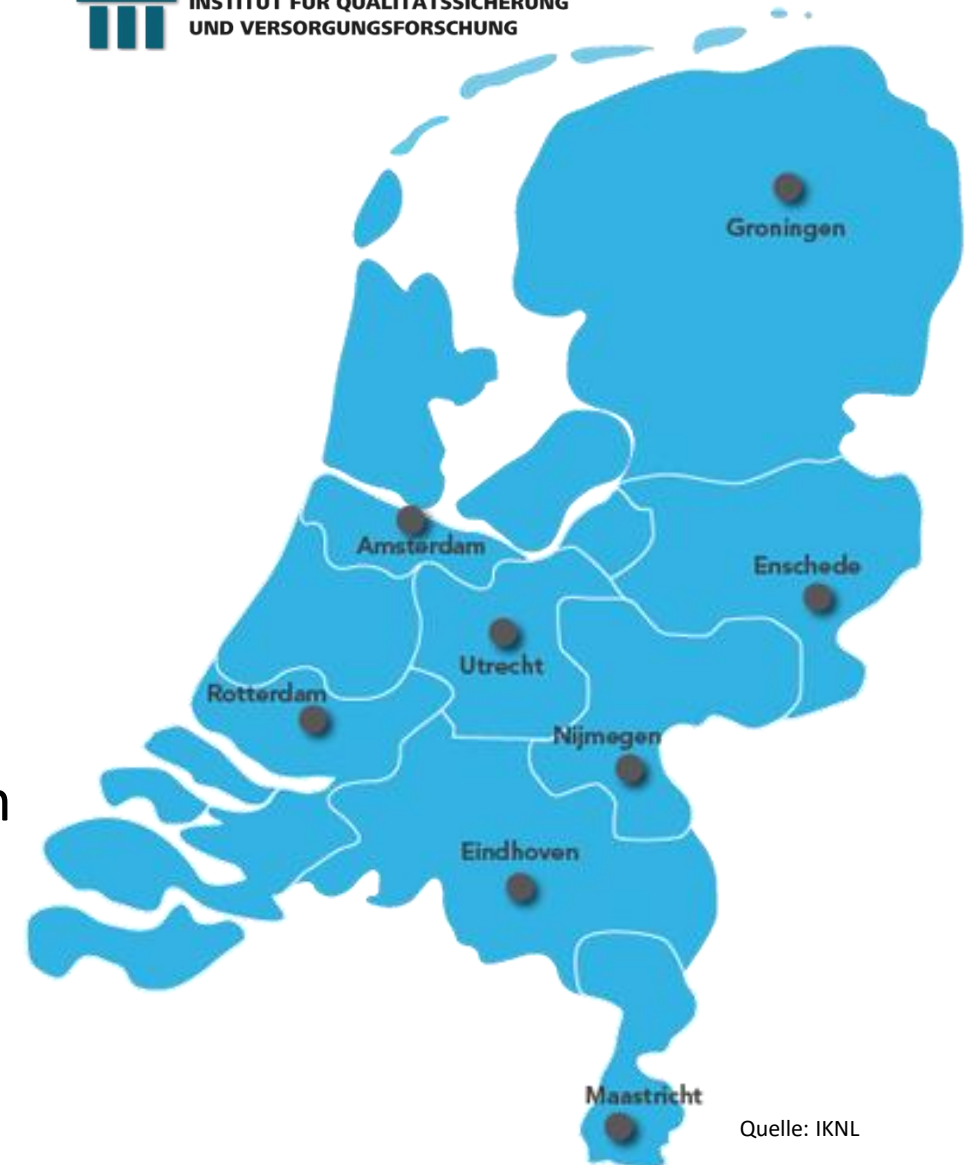 INSTITUT FÜR QUALITÄTSSICHERUNG
UND VERSORGUNGSFORSCHUNG
Groningen
Amsterdam
Enschede
Utrecht
Rotterdam
Nijmegen
n
Eindhoven
Maastricht
Quelle: IKNL